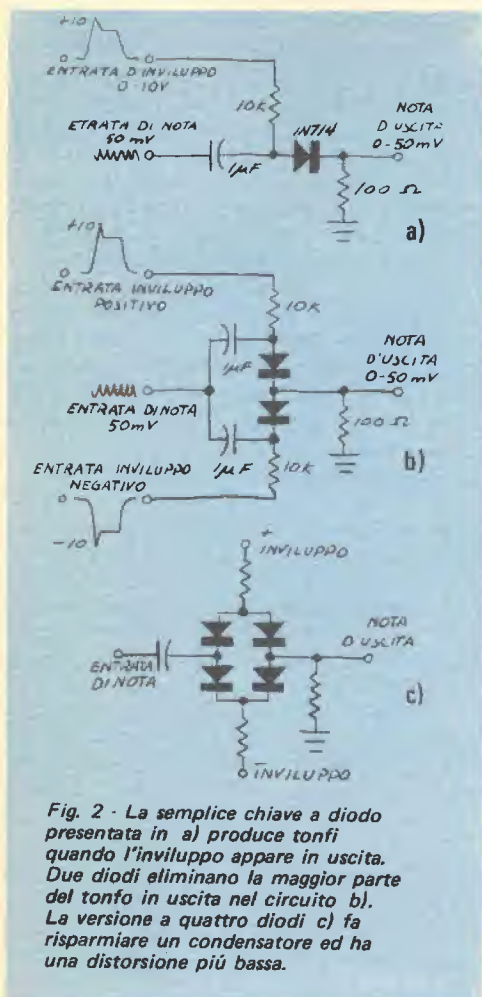 +10
ENTRATA D'INVILUPPO
0-10V
10K
ETRATA DI NOTA
50 mV
1µF
1N714
NOTA
D'USCITA
0-50mV
100 Ω
a)
+10
ENTRATA INVILUPPO
POSITIVO
10K
1µF
NOTA
D'USCITA
0-50mV
ENTRATA DI NOTA
50mV
100 Ω
b)
1µF
10K
ENTRATA INVILUPPO
NEGATIVO
-10
+
INVILUPPO
NOTA
D'USCITA
ENTRATA
DI NOTA
c)
-
INVILUPPO
Fig. 2 - La semplice chiave a diodo
presentata in a) produce tonfi
quando l'inviluppo appare in uscita.
Due diodi eliminano la maggior parte
del tonfo in uscita nel circuito b).
La versione a quattro diodi c) fa
risparmiare un condensatore ed ha
una distorsione piú bassa.